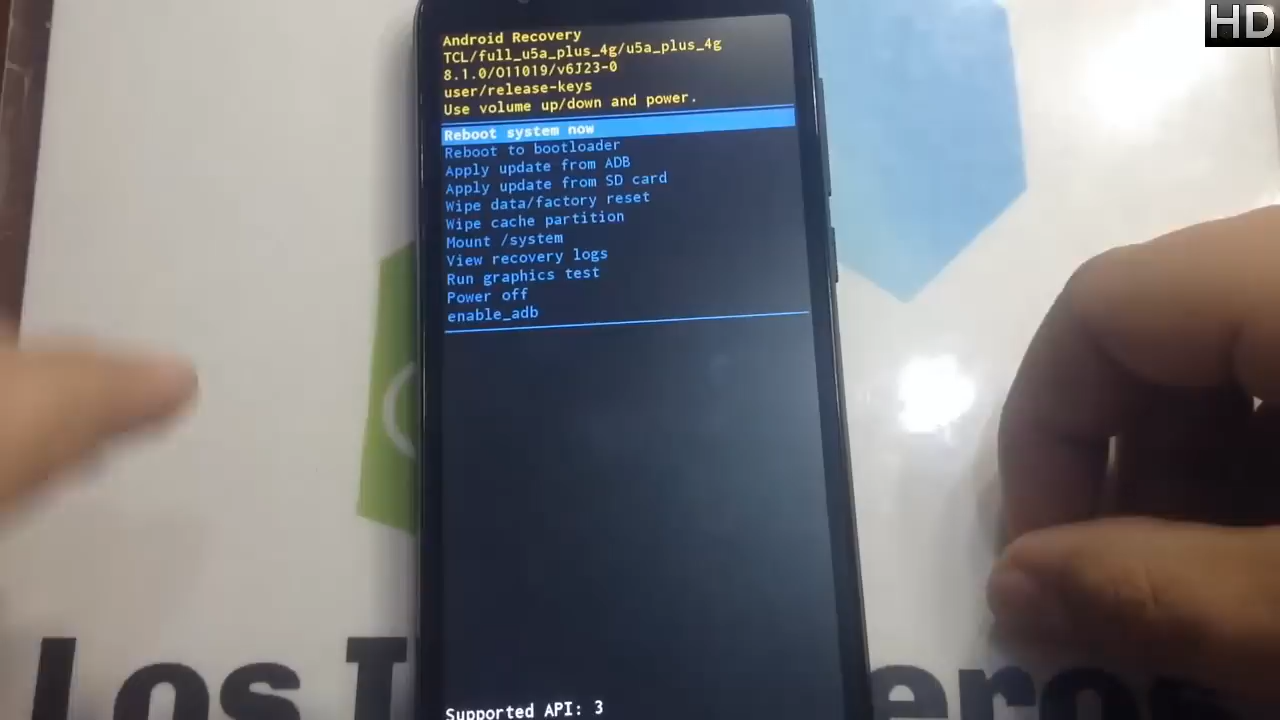 HD
Android Recovery
TCL/full_u5a_plus_4g/u5a_plus_4g
8.1.0/O11019/v6J23-0
user/release-keys
Use volume up/down and power.
Reboot system now
Reboot to bootloader
Apply update from ADB
Apply update from SD card
Wipe data/factory reset
Wipe cache partition
Mount /system
View recovery logs
Run graphics test
Power off
enable_adb
Supported API: 3
Los